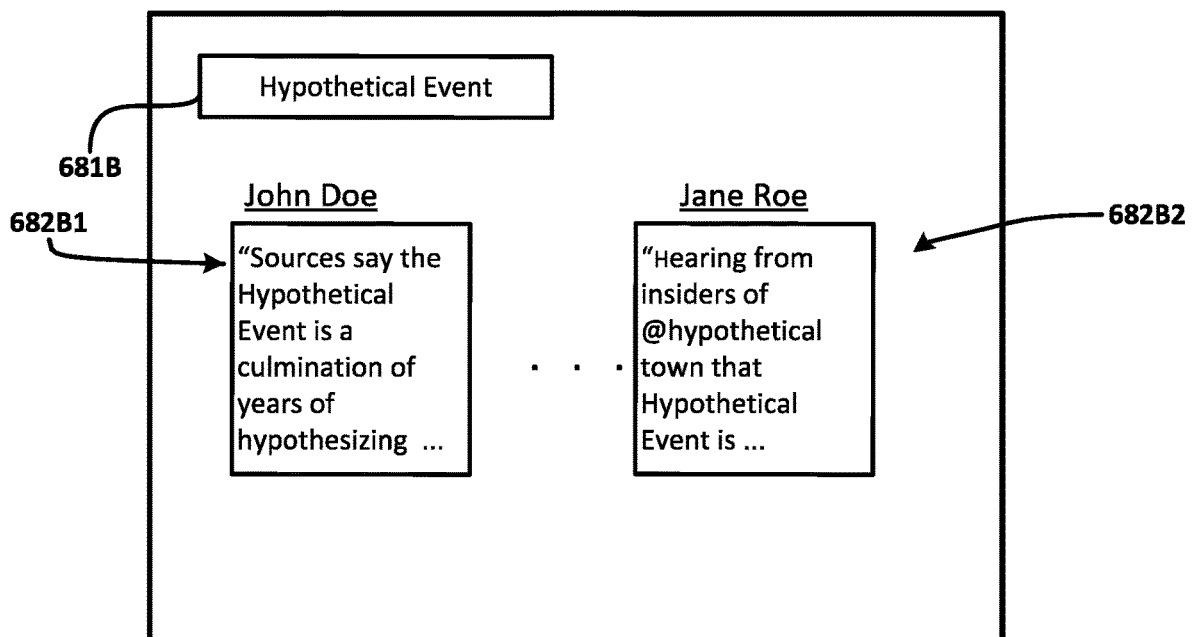 Hypothetical Event
681B
John Doe
682B1
“Sources say the
Hypothetical
Event is a
culmination of
years of
hypothesizing ...
. . .
Jane Roe
682B2
“Hearing from
insiders of
@hypothetical
town that
Hypothetical
Event is ...